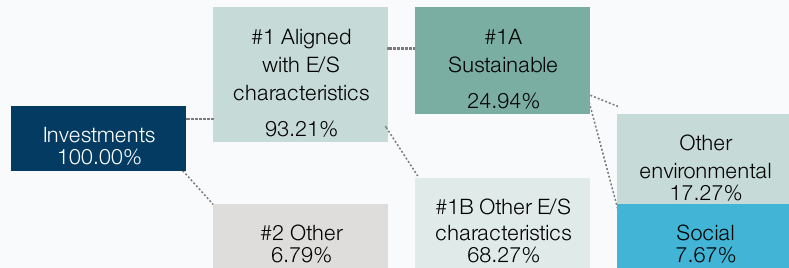 Investments
100.00%
#1 Aligned
with E/S
characteristics
93.21%
#2 Other
6.79%
#1A
Sustainable
24.94%
#1B Other E/S
characteristics
68.27%
Other
environmental
17.27%
Social
7.67%